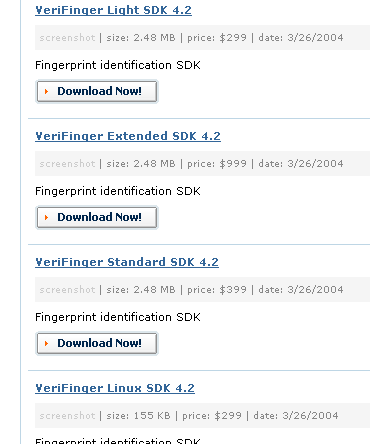 VeriFinger Light SDK 4.2
screenshot | size: 2.48 MB | price: $299 | date: 3/26/2004
Fingerprint identification SDK
Download Now!
VeriFinger Extended SDK 4.2
screenshot | size: 2.48 MB | price: $999 | date: 3/26/2004
Fingerprint identification SDK
Download Now!
VeriFinger Standard SDK 4.2
screenshot | size: 2.48 MB | price: $399 | date: 3/26/2004
Fingerprint identification SDK
Download Now!
VeriFinger Linux SDK 4.2
screenshot | size: 155 KB | price: $299 | date: 3/26/2004
Fingerprint identification SDK